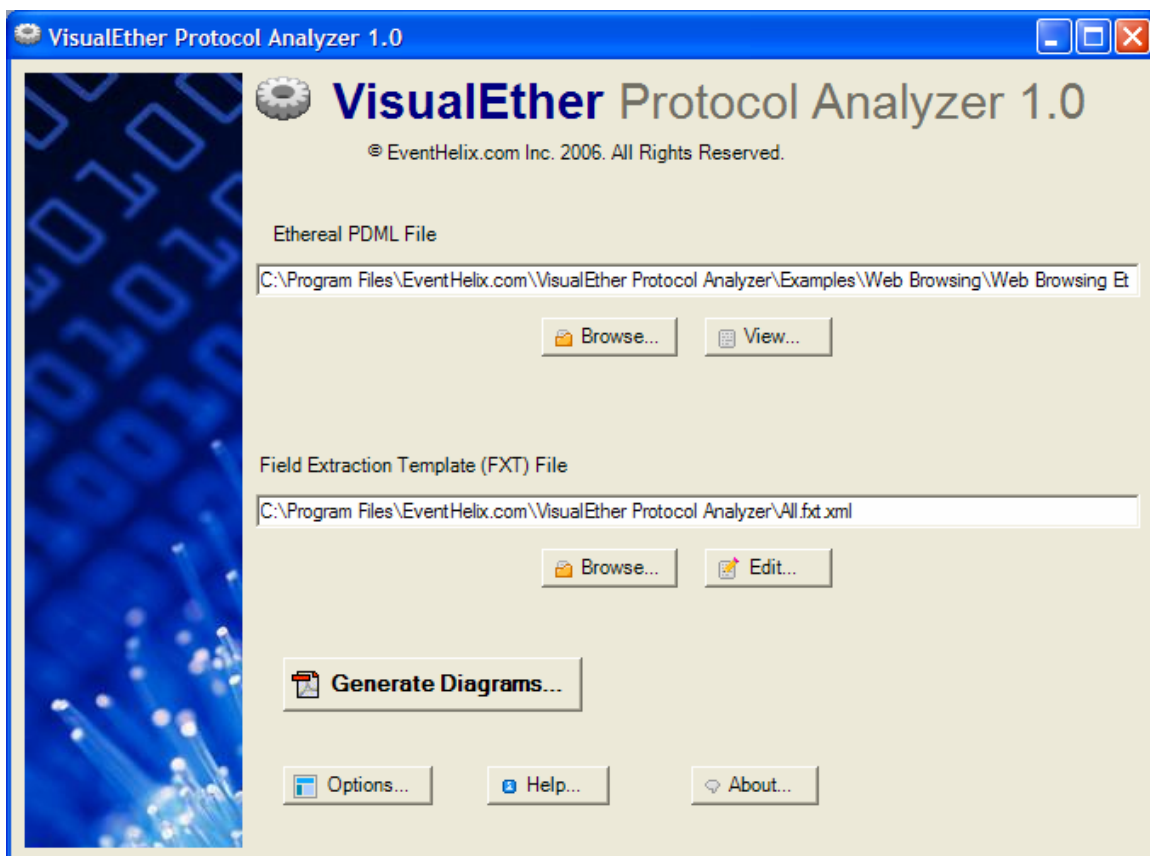 VisualEther Protocol Analyzer 1.0
VisualEther Protocol Analyzer 1.0
© EventHelix.com Inc. 2006. All Rights Reserved.
Ethereal PDML File
C:\Program Files\EventHelix.com\VisualEther Protocol Analyzer\Examples\Web Browsing\Web Browsing Et
Browse... View...
Field Extraction Template (FXT) File
C:\Program Files\EventHelix.com\VisualEther Protocol Analyzer\All.fxt.xml
Browse... Edit...
Generate Diagrams...
Options... Help... About...